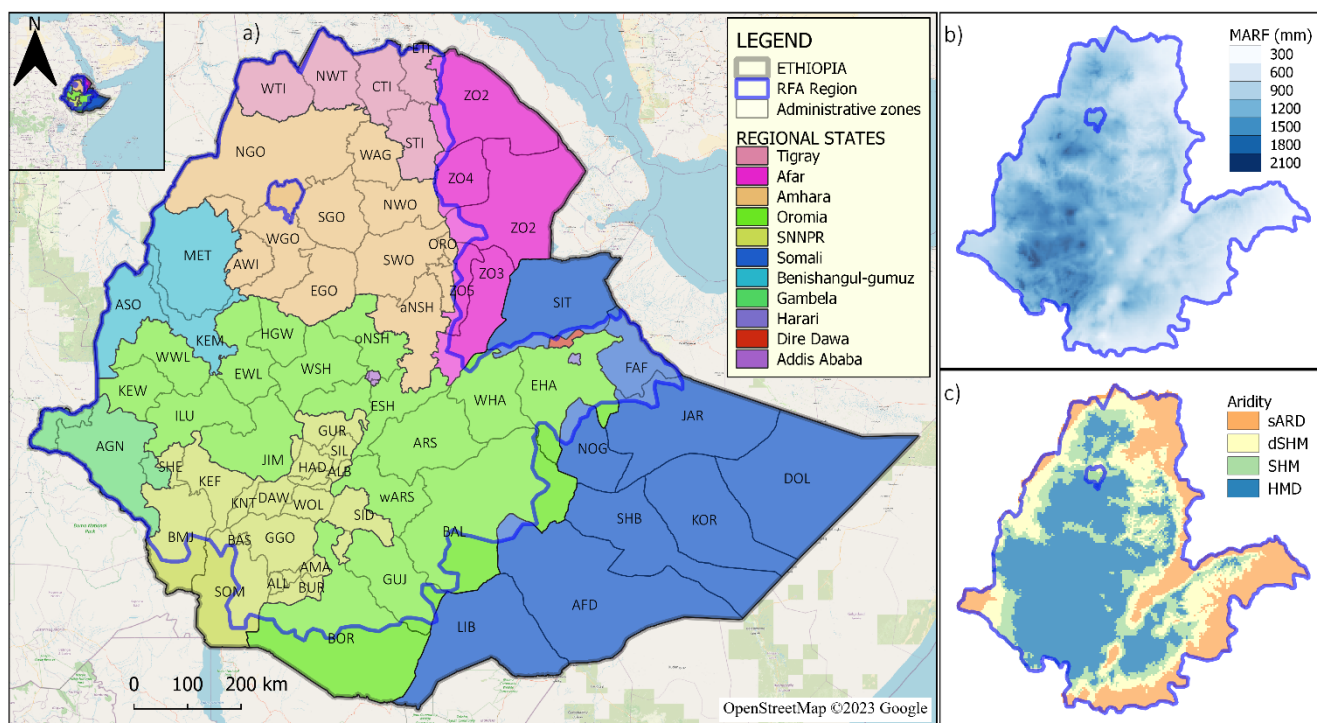 N
a)
LEGEND
ETHIOPIA
RFA Region
Administrative zones
REGIONAL STATES
Tigray
Afar
Amhara
Oromia
SNNPR
Somali
Benishangul-gumuz
Gambela
Harari
Dire Dawa
Addis Ababa
ETI
WTI
NWT
CTI
ZO2
STI
NGO
WAG
ZO4
NWO
SGO
ZO2
WGO
ORO
MET
AWI
SWO
ZO3
EGO
ZO5
aNSH
SIT
ASO
KEM
HGW
oNSH
WWL
EWL
WSH
FAF
KEW
WHA
EHA
ESH
JAR
ILU
GUR
ARS
AGN
SIL
NOG
SHE
JIM
HAD
ALB
KEF
DOL
KNT
DAW
WOL
wARS
SID
SHB
KOR
BMJ
BAS
GGO
BAL
AMA
SOM
ALL
BUR
GUJ
AFD
LIB
BOR
0 100 200 km
OpenStreetMap ©2023 Google
b)
MARF (mm)
300
600
900
1200
1500
1800
2100
c)
Aridity
sARD
dSHM
SHM
HMD